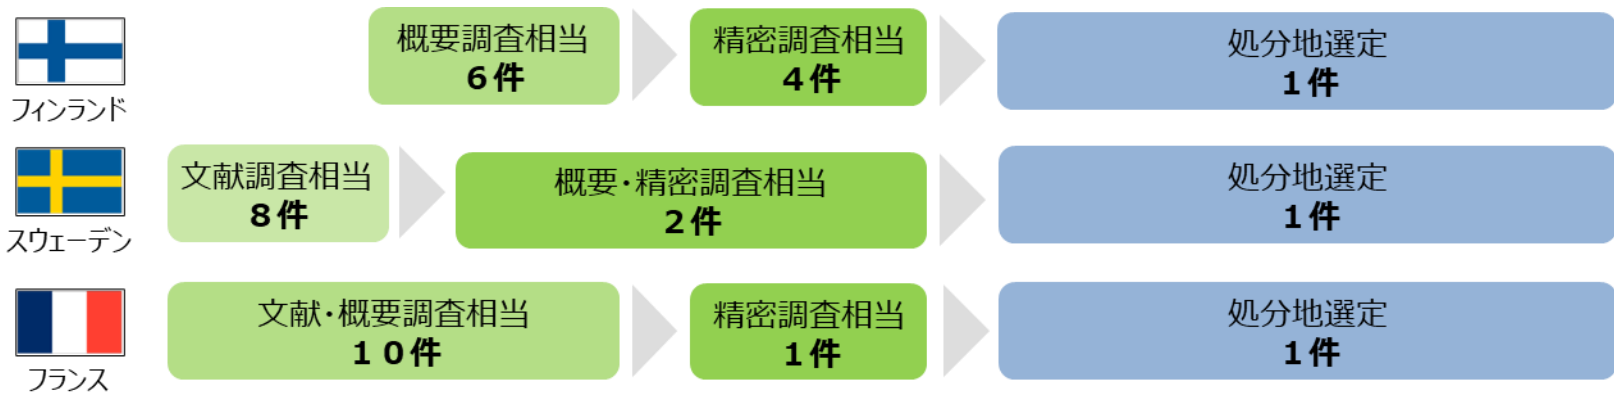 概要調査相当
6件
精密調査相当
4件
処分地選定
1件
フィンランド
文献調査相当
8件
概要・精密調査相当
2件
処分地選定
1件
スウェーデン
文献・概要調査相当
10件
精密調査相当
1件
処分地選定
1件
フランス